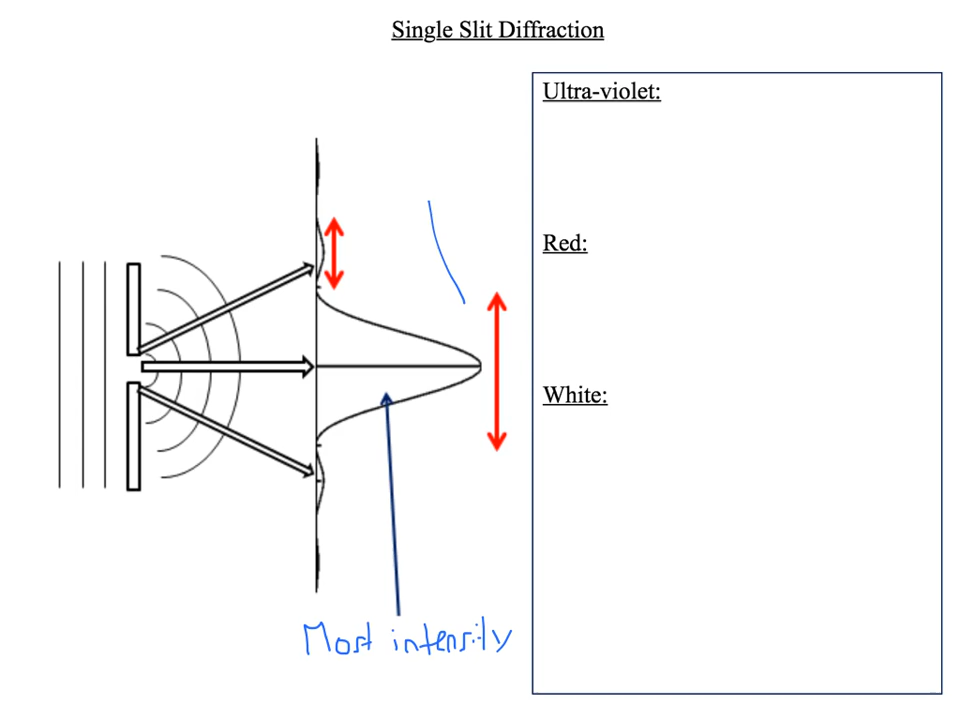 Single Slit Diffraction
Ultra-violet:
Red:
White:
Most intensity